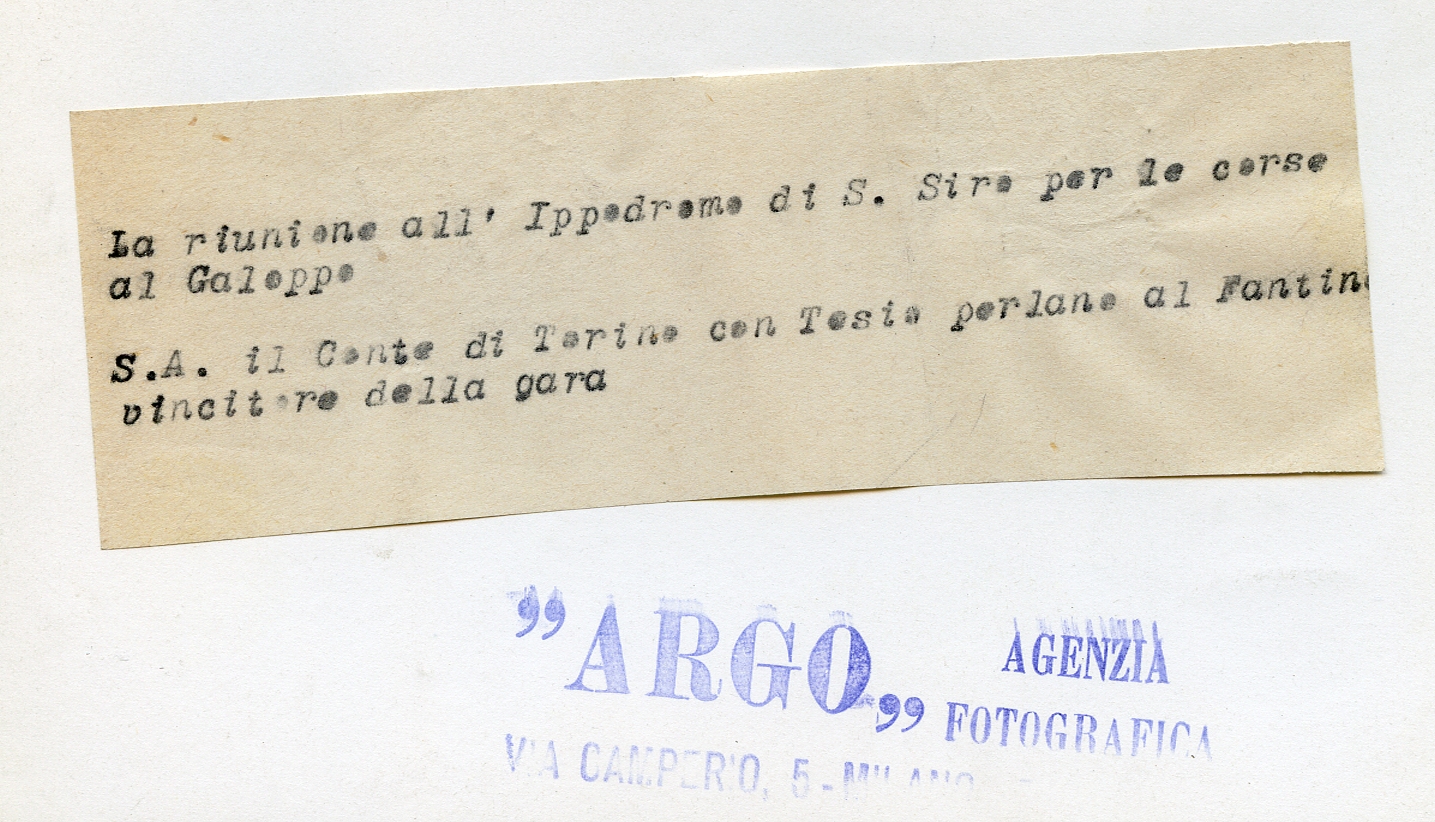 La riunione all' Ippodromo di S. Siro per le corse
al Galoppo
S.A. il Conte di Torino con Tesio perlano al Fantino
vincitore della gara
"ARGO" AGENZIA
FOTOGRAFICA
VIA CAMPERIO, 5 - MILANO